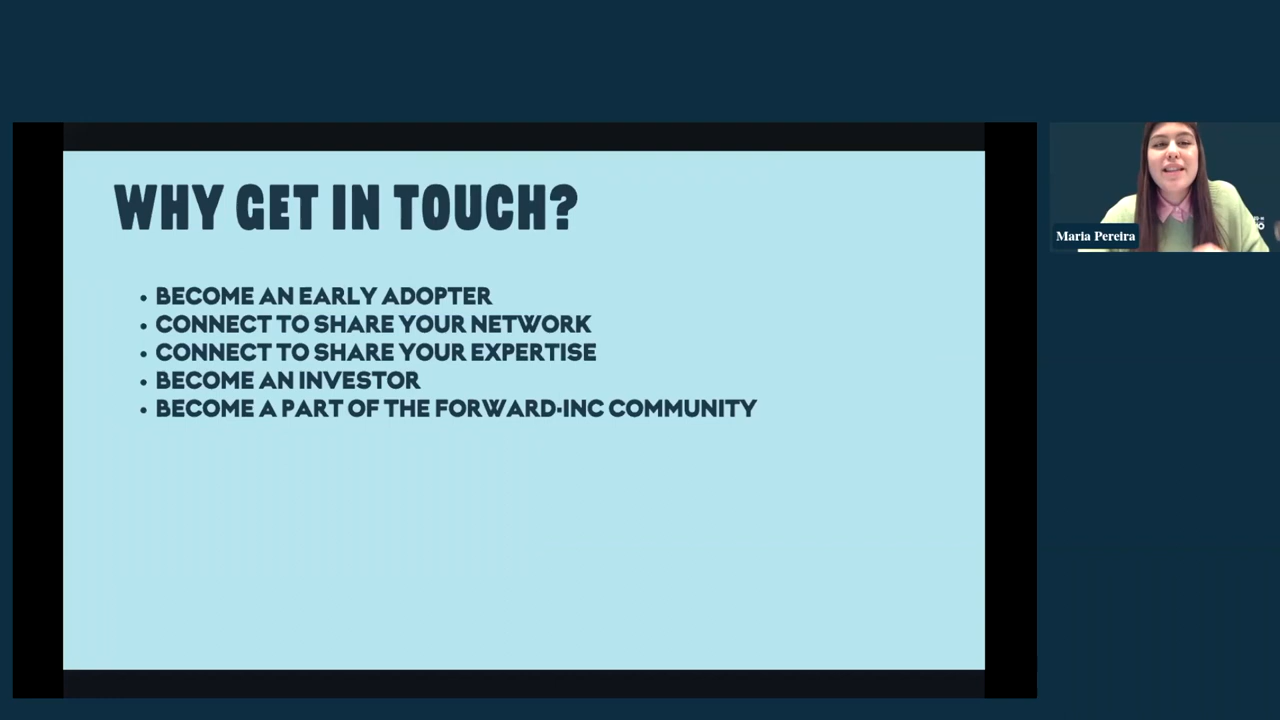 WHY GET IN TOUCH?
• BECOME AN EARLY ADOPTER
• CONNECT TO SHARE YOUR NETWORK
• CONNECT TO SHARE YOUR EXPERTISE
• BECOME AN INVESTOR
• BECOME A PART OF THE FORWARD-INC COMMUNITY
Maria Pereira